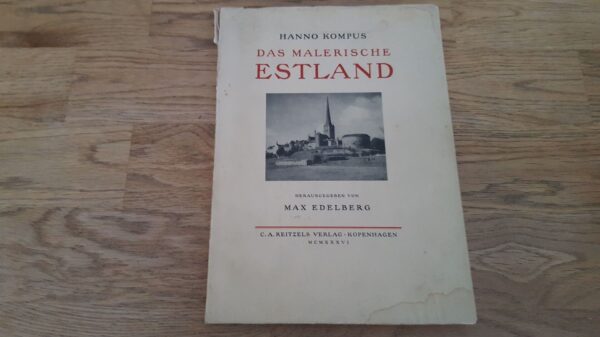 HANNO KOMPUS
DAS MALERISCHE
ESTLAND
HERAUSGEGEBEN VON
MAX EDELBERG
C. A. REITZELS VERLAG · KOPENHAGEN
MCMXXXVI